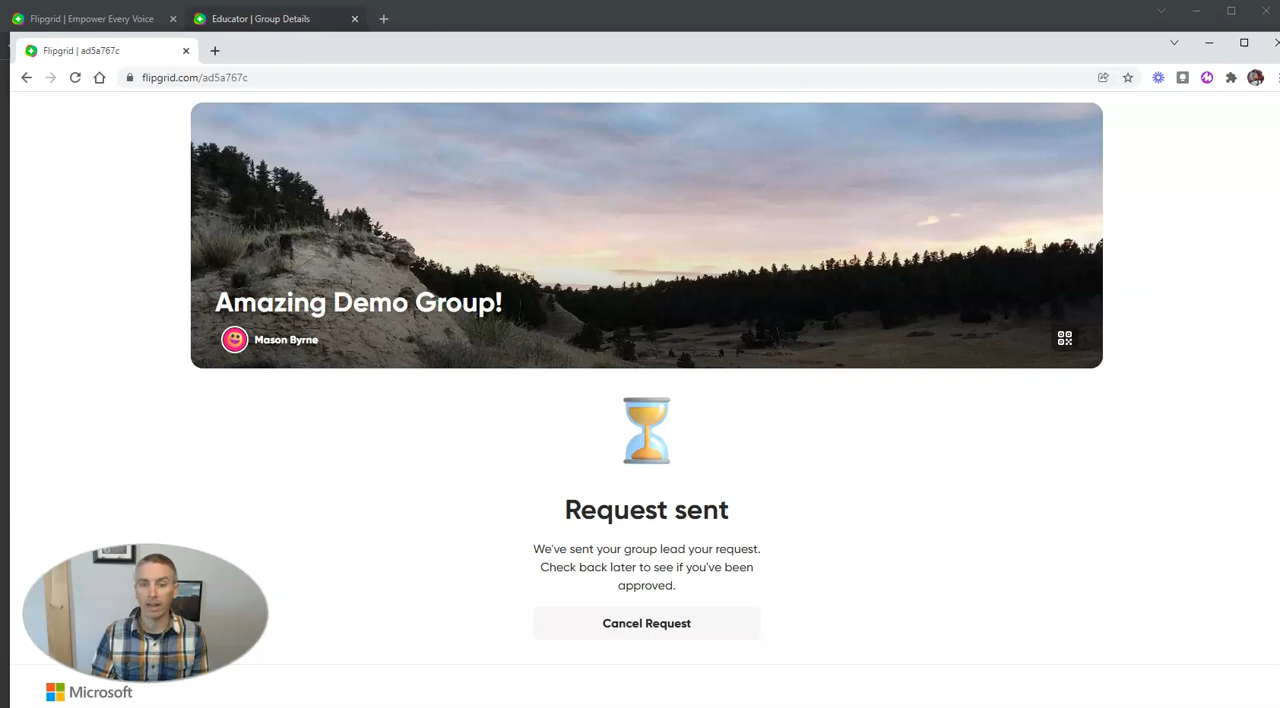 Flipgrid | Empower Every Voice
Educator | Group Details
Flipgrid | ad5a767c
flipgrid.com/ad5a767c
Amazing Demo Group!
Mason Byrne
Request sent
We've sent your group lead your request.
Check back later to see if you've been
approved.
Cancel Request
Microsoft